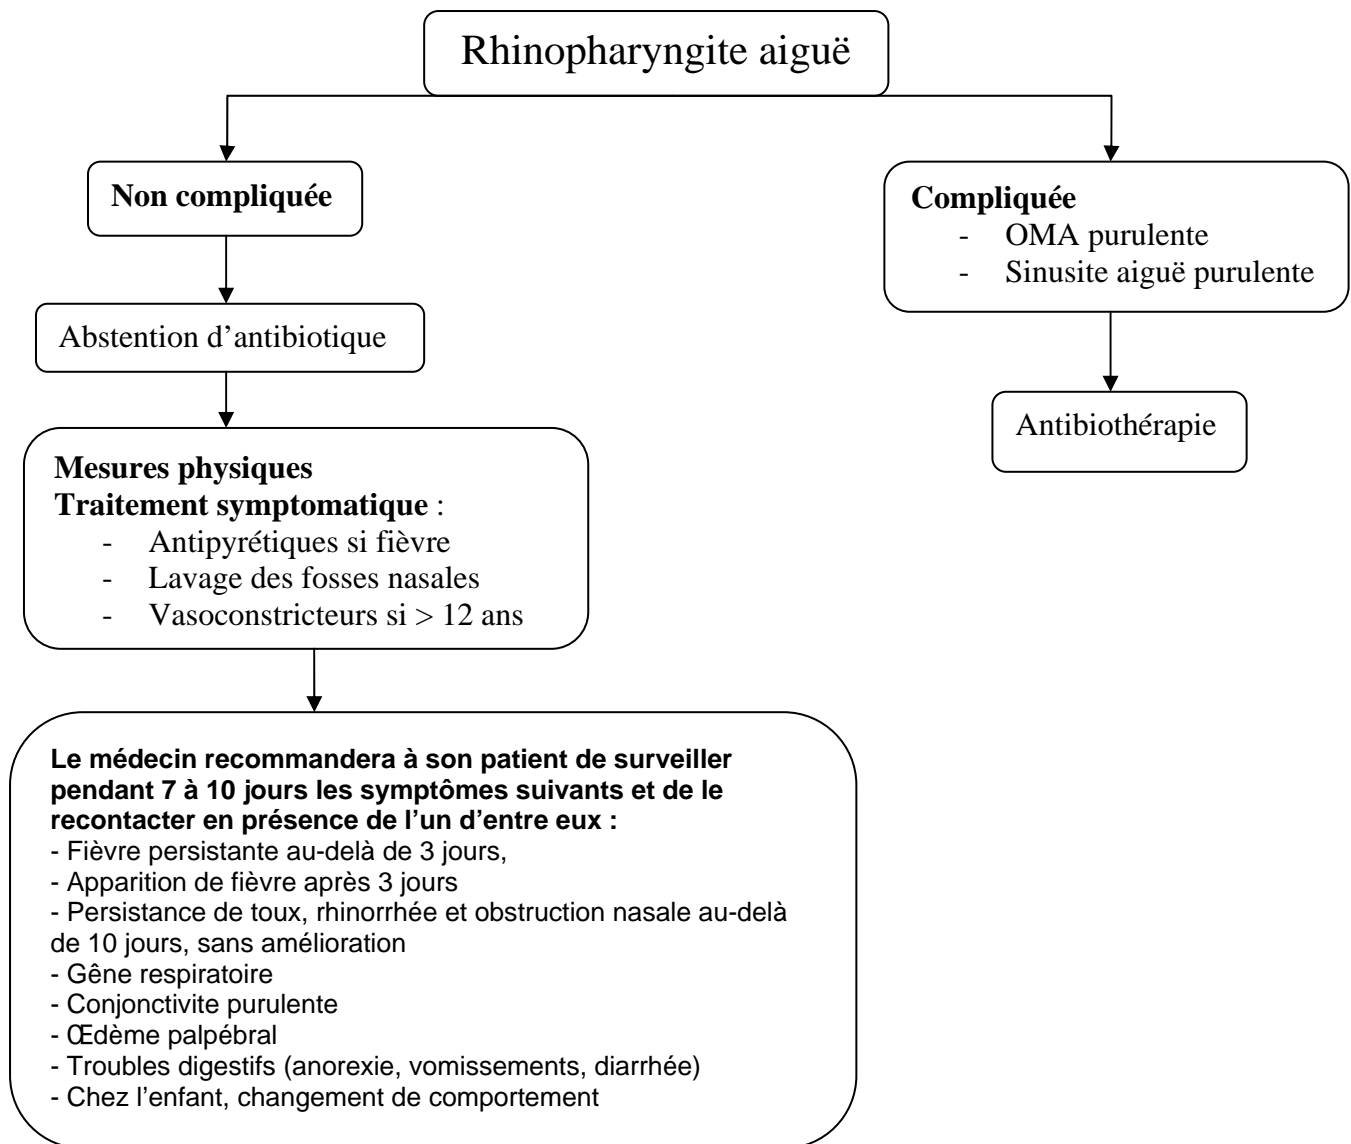 Rhinopharyngite aiguë
Non compliquée
Compliquée
- OMA purulente
- Sinusite aiguë purulente
Abstention d’antibiotique
Antibiothérapie
Mesures physiques
Traitement symptomatique :
- Antipyrétiques si fièvre
- Lavage des fosses nasales
- Vasoconstricteurs si > 12 ans
Le médecin recommandera à son patient de surveiller
pendant 7 à 10 jours les symptômes suivants et de le
recontacter en présence de l’un d’entre eux :
- Fièvre persistante au-delà de 3 jours,
- Apparition de fièvre après 3 jours
- Persistance de toux, rhinorrhée et obstruction nasale au-delà
de 10 jours, sans amélioration
- Gêne respiratoire
- Conjonctivite purulente
- Œdème palpébral
- Troubles digestifs (anorexie, vomissements, diarrhée)
- Chez l’enfant, changement de comportement